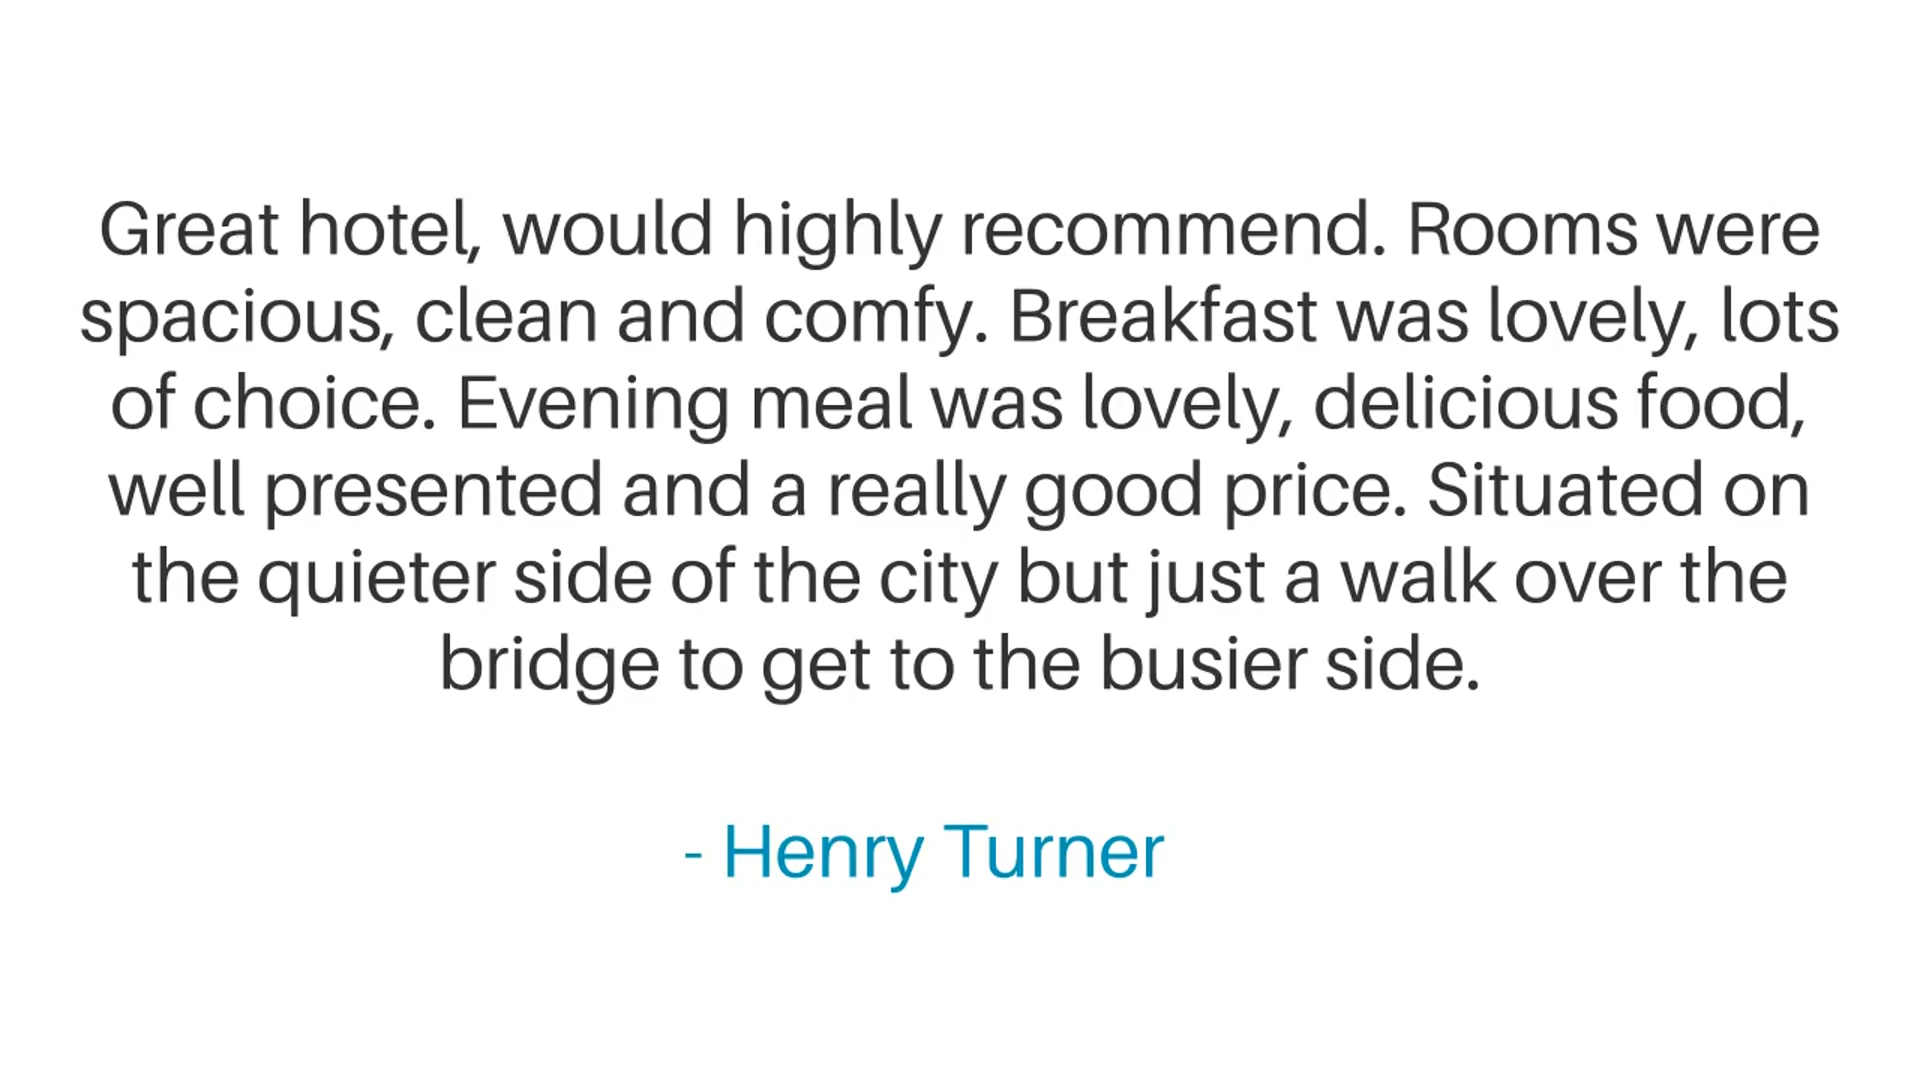 Great hotel, would highly recommend. Rooms were
spacious, clean and comfy. Breakfast was lovely, lots
of choice. Evening meal was lovely, delicious food,
well presented and a really good price. Situated on
the quieter side of the city but just a walk over the
bridge to get to the busier side.
- Henry Turner